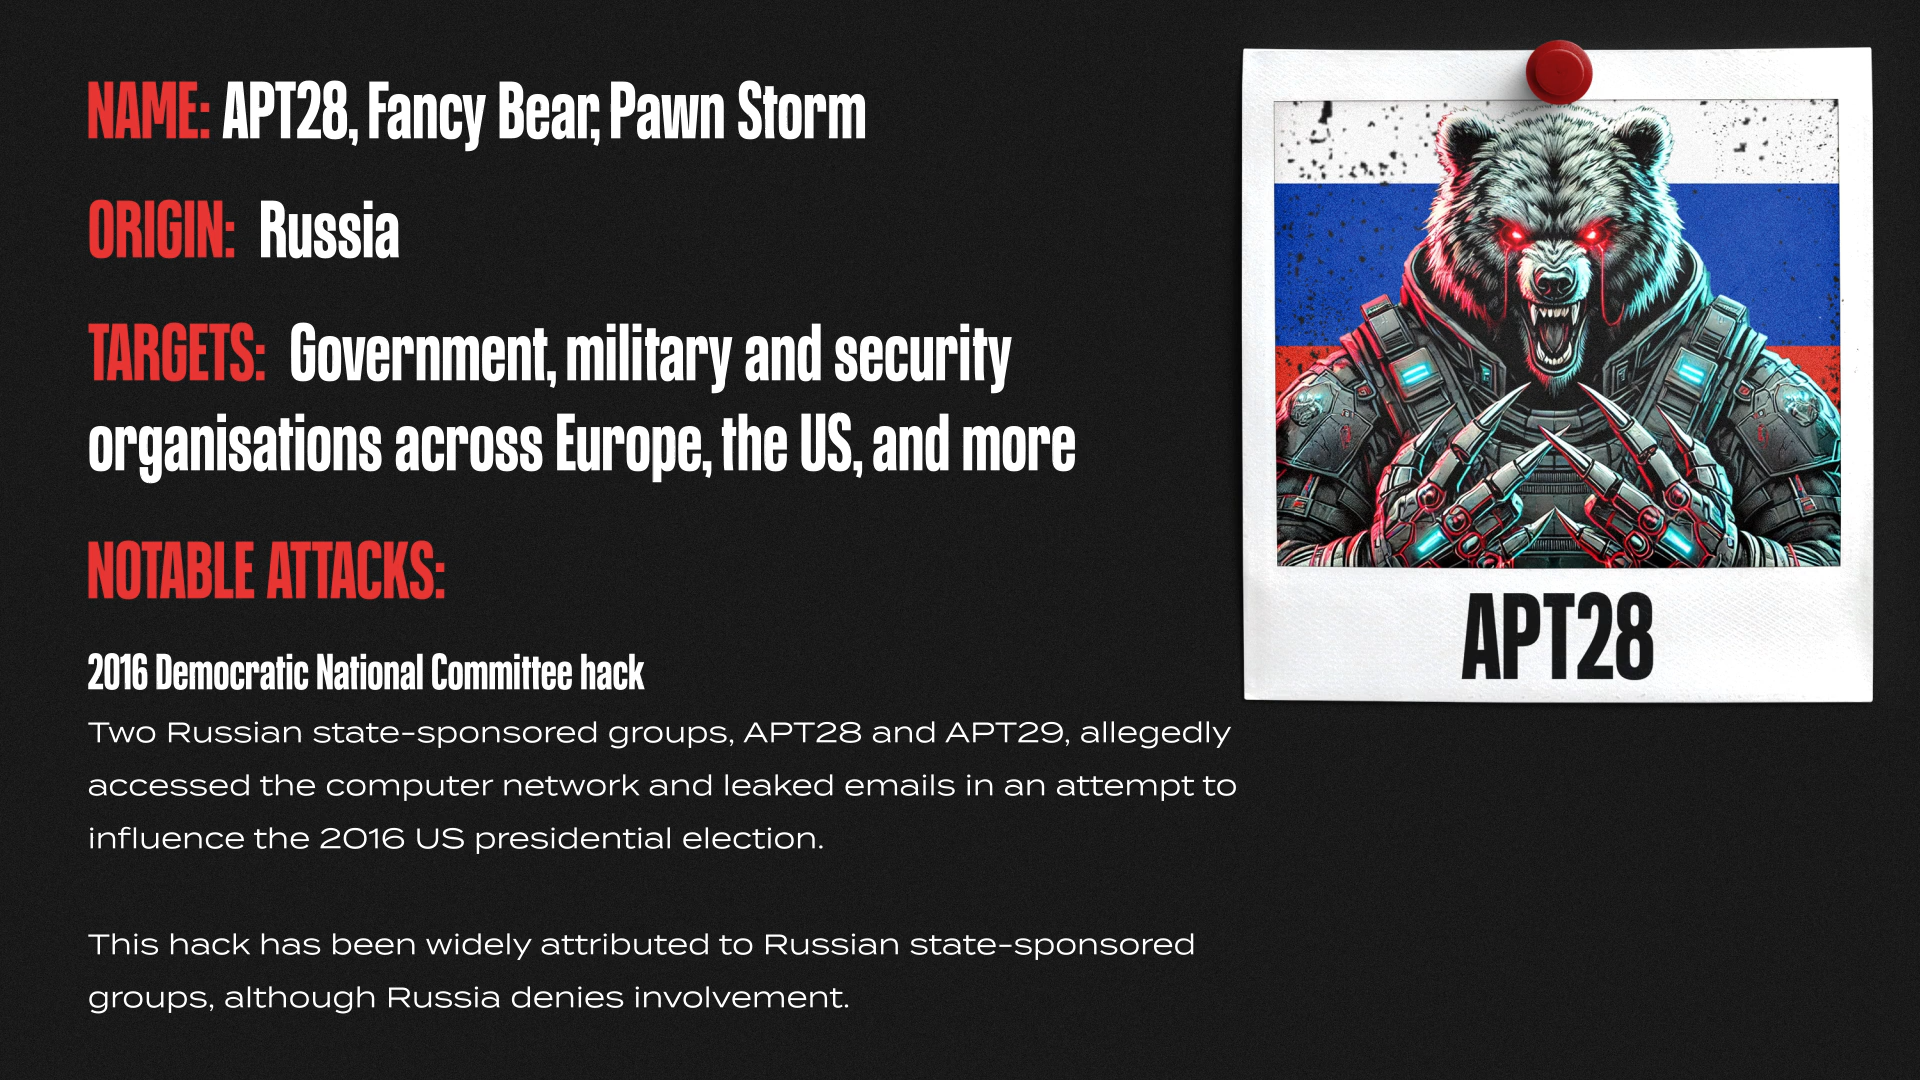 NAME: APT28, Fancy Bear, Pawn Storm
ORIGIN: Russia
TARGETS: Government, military and security
organisations across Europe, the US, and more
NOTABLE ATTACKS:
2016 Democratic National Committee hack
Two Russian state-sponsored groups, APT28 and APT29, allegedly
accessed the computer network and leaked emails in an attempt to
influence the 2016 US presidential election.
This hack has been widely attributed to Russian state-sponsored
groups, although Russia denies involvement.
APT28